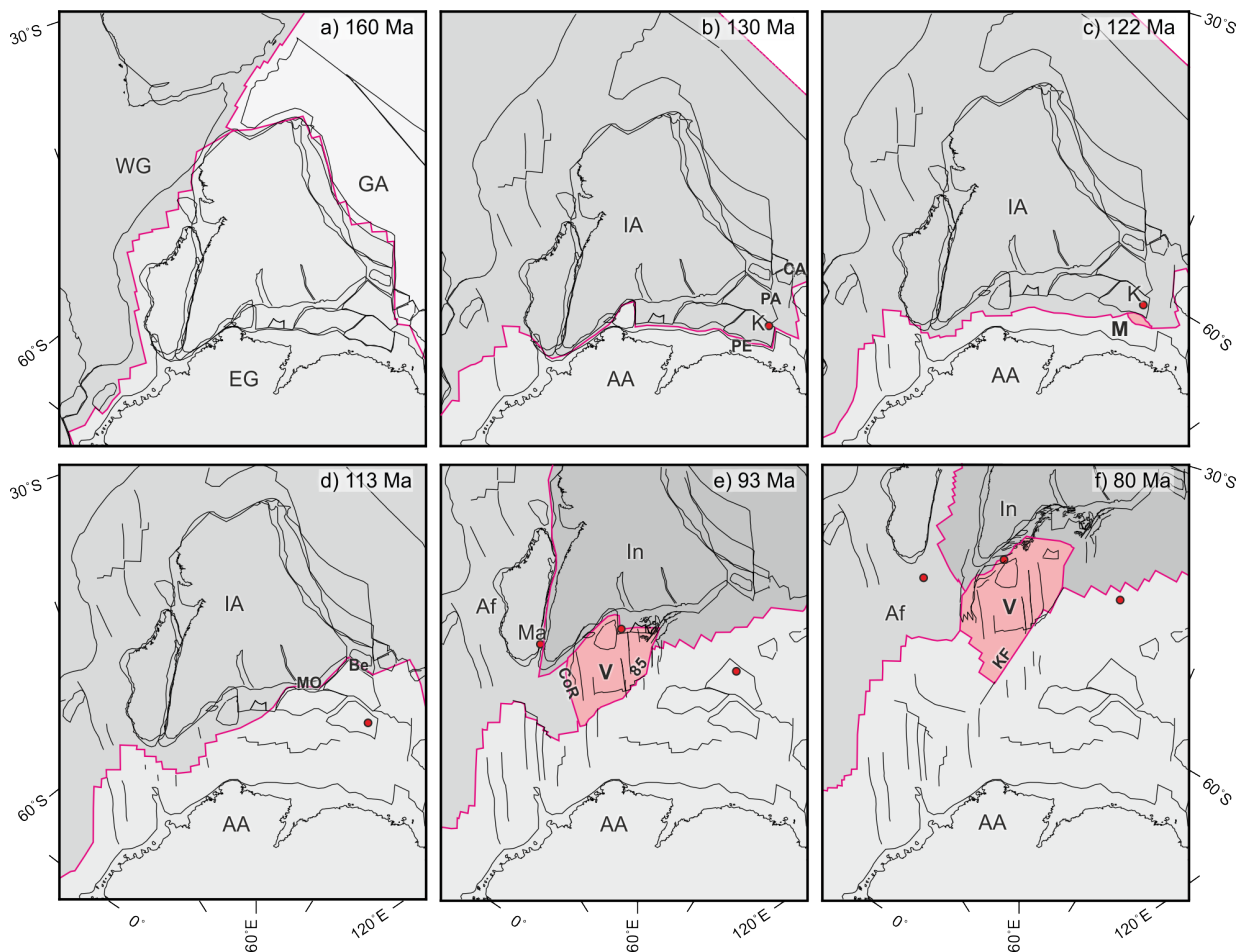 30°S
a) 160 Ma
b) 130 Ma
c) 122 Ma
30°S
WG
GA
IA
IA
CA
PA
K
K
M
60°S
60°S
PE
EG
AA
AA
30°S
d) 113 Ma
e) 93 Ma
f) 80 Ma
30°S
In
In
IA
Af
Af
Ma
V
V
Be
MO
CoR
85
KF
60°S
60°S
AA
AA
AA
0°
60°E
120°E
0°
60°E
120°E
0°
60°E
120°E